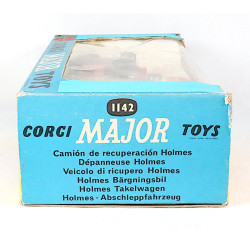 1142
CORGI MAJOR TOYS
Camión de recuperación Holmes
Dépanneuse Holmes
Veicolo di ricupero Holmes
Holmes Bärgningsbil
Holmes Takelwagen
Holmes - Abschleppfahrzeug